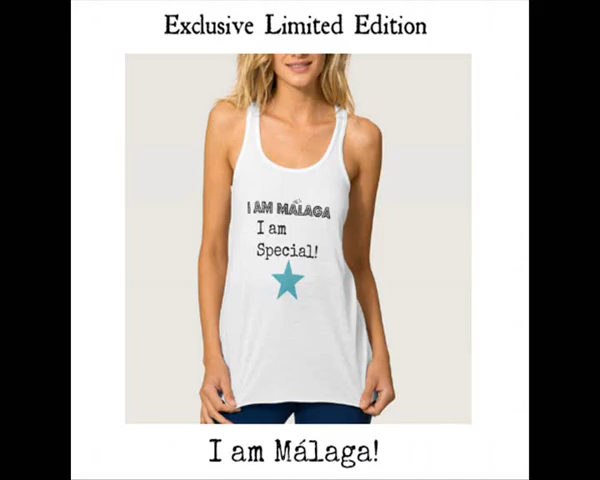 Exclusive Limited Edition
I AM MÁLAGA
I am
Special!
I am Málaga!